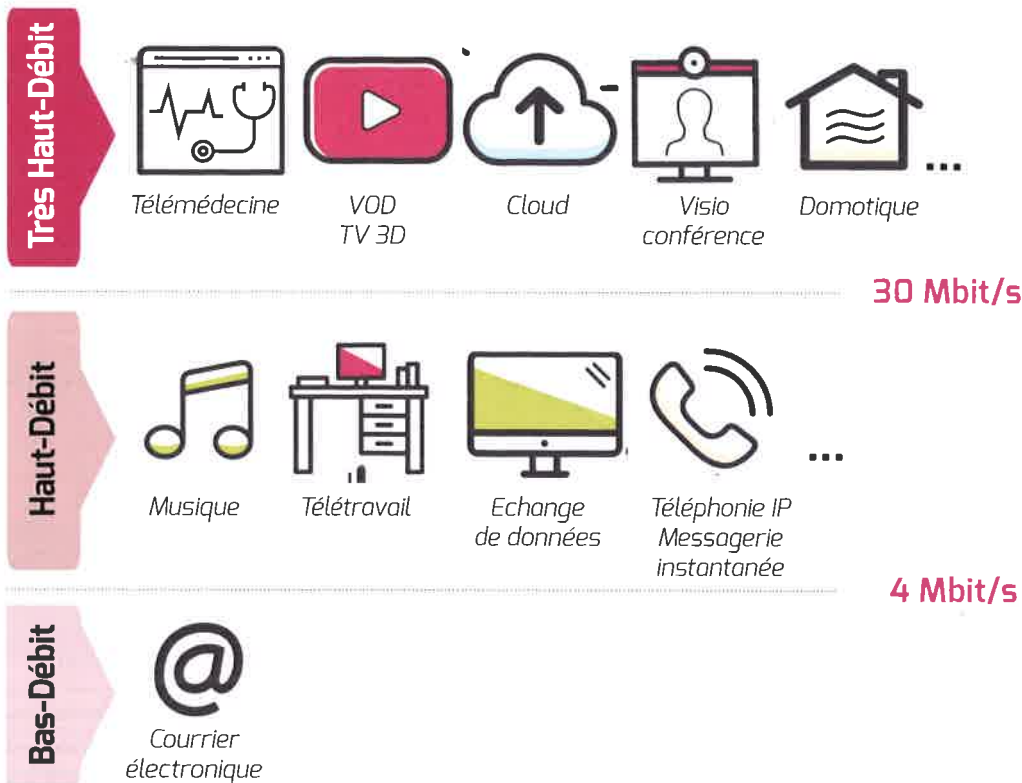 Très Haut-Débit
Télémédecine
VOD
TV 3D
Cloud
Visio
conférence
Domotique
...
30 Mbit/s
Haut-Débit
Musique
Télétravail
Echange
de données
Téléphonie IP
Messagerie
instantanée
...
4 Mbit/s
Bas-Débit
@
Courrier
électronique